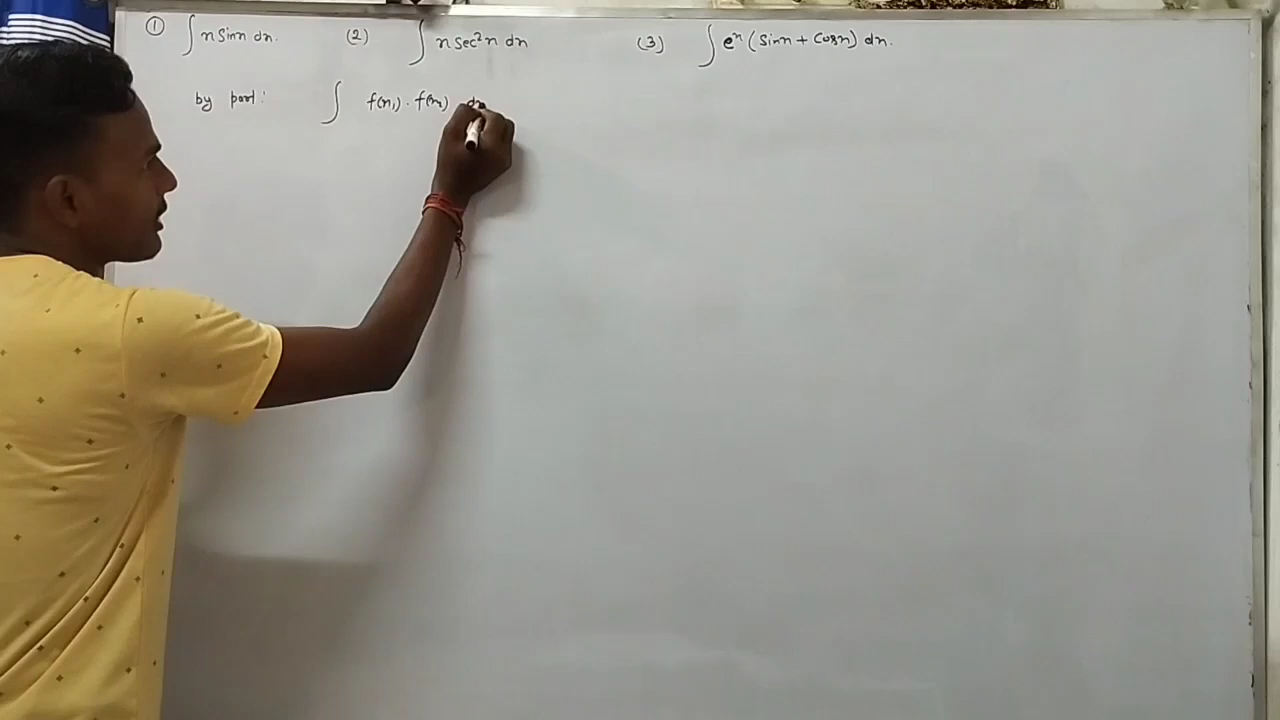 ① ∫ x sinx dx. (2) ∫ x sec²x dx (3) ∫ eˣ (sinx + cosx) dx.
by part: ∫ f(x₁) . f(x₂) dx